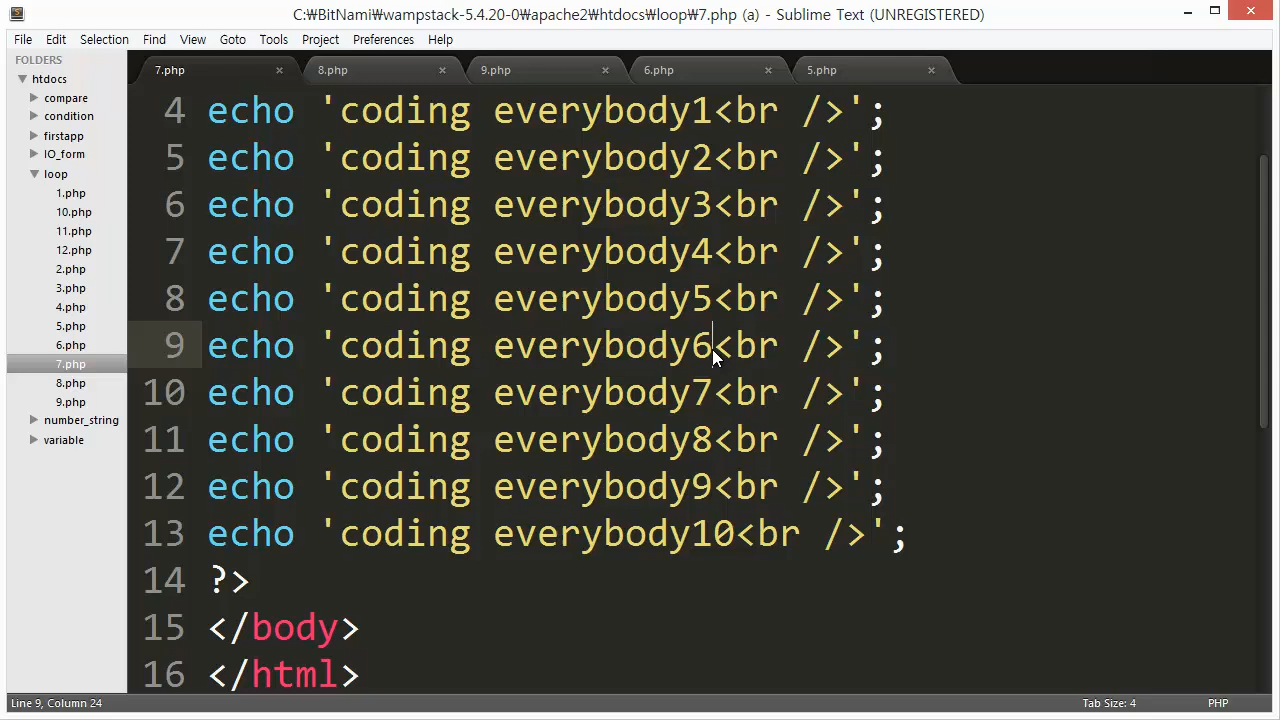 C:₩BitNami₩wampstack-5.4.20-0₩apache2₩htdocs₩loop₩7.php (a) - Sublime Text (UNREGISTERED)
File Edit Selection Find View Goto Tools Project Preferences Help
FOLDERS
htdocs
compare
condition
firstapp
IO_form
loop
1.php
10.php
11.php
12.php
2.php
3.php
4.php
5.php
6.php
7.php
8.php
9.php
number_string
variable
7.php 8.php 9.php 6.php 5.php
4 echo 'coding everybody1<br />';
5 echo 'coding everybody2<br />';
6 echo 'coding everybody3<br />';
7 echo 'coding everybody4<br />';
8 echo 'coding everybody5<br />';
9 echo 'coding everybody6<br />';
10 echo 'coding everybody7<br />';
11 echo 'coding everybody8<br />';
12 echo 'coding everybody9<br />';
13 echo 'coding everybody10<br />';
14 ?>
15 </body>
16 </html>
Line 9, Column 24 Tab Size: 4 PHP